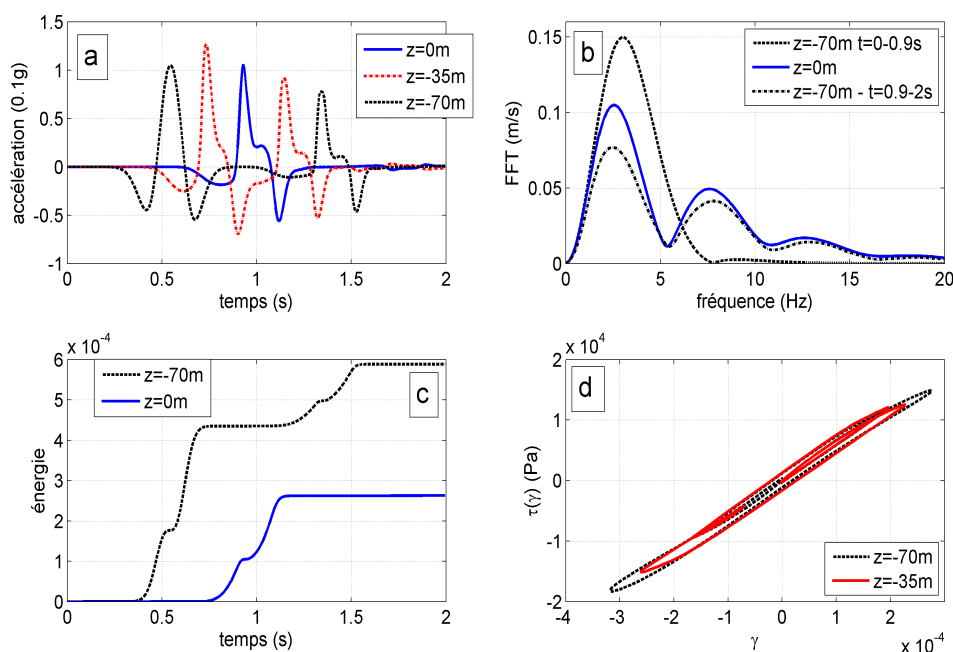 a
z=0m
z=-35m
z=-70m
1.5
1
0.5
0
-0.5
-1
0
0.5
1
1.5
2
accélération (0.1g)
temps (s)
b
z=-70m t=0-0.9s
z=0m
z=-70m - t=0.9-2s
0.15
0.1
0.05
0
0
5
10
15
20
FFT (m/s)
fréquence (Hz)
x 10⁻⁴
c
z=-70m
z=0m
6
5
4
3
2
1
0
0
0.5
1
1.5
2
énergie
temps (s)
x 10⁴
d
2
1
0
-1
-2
z=-70m
z=-35m
-4
-3
-2
-1
0
1
2
3
τ(γ) (Pa)
γ
x 10⁻⁴